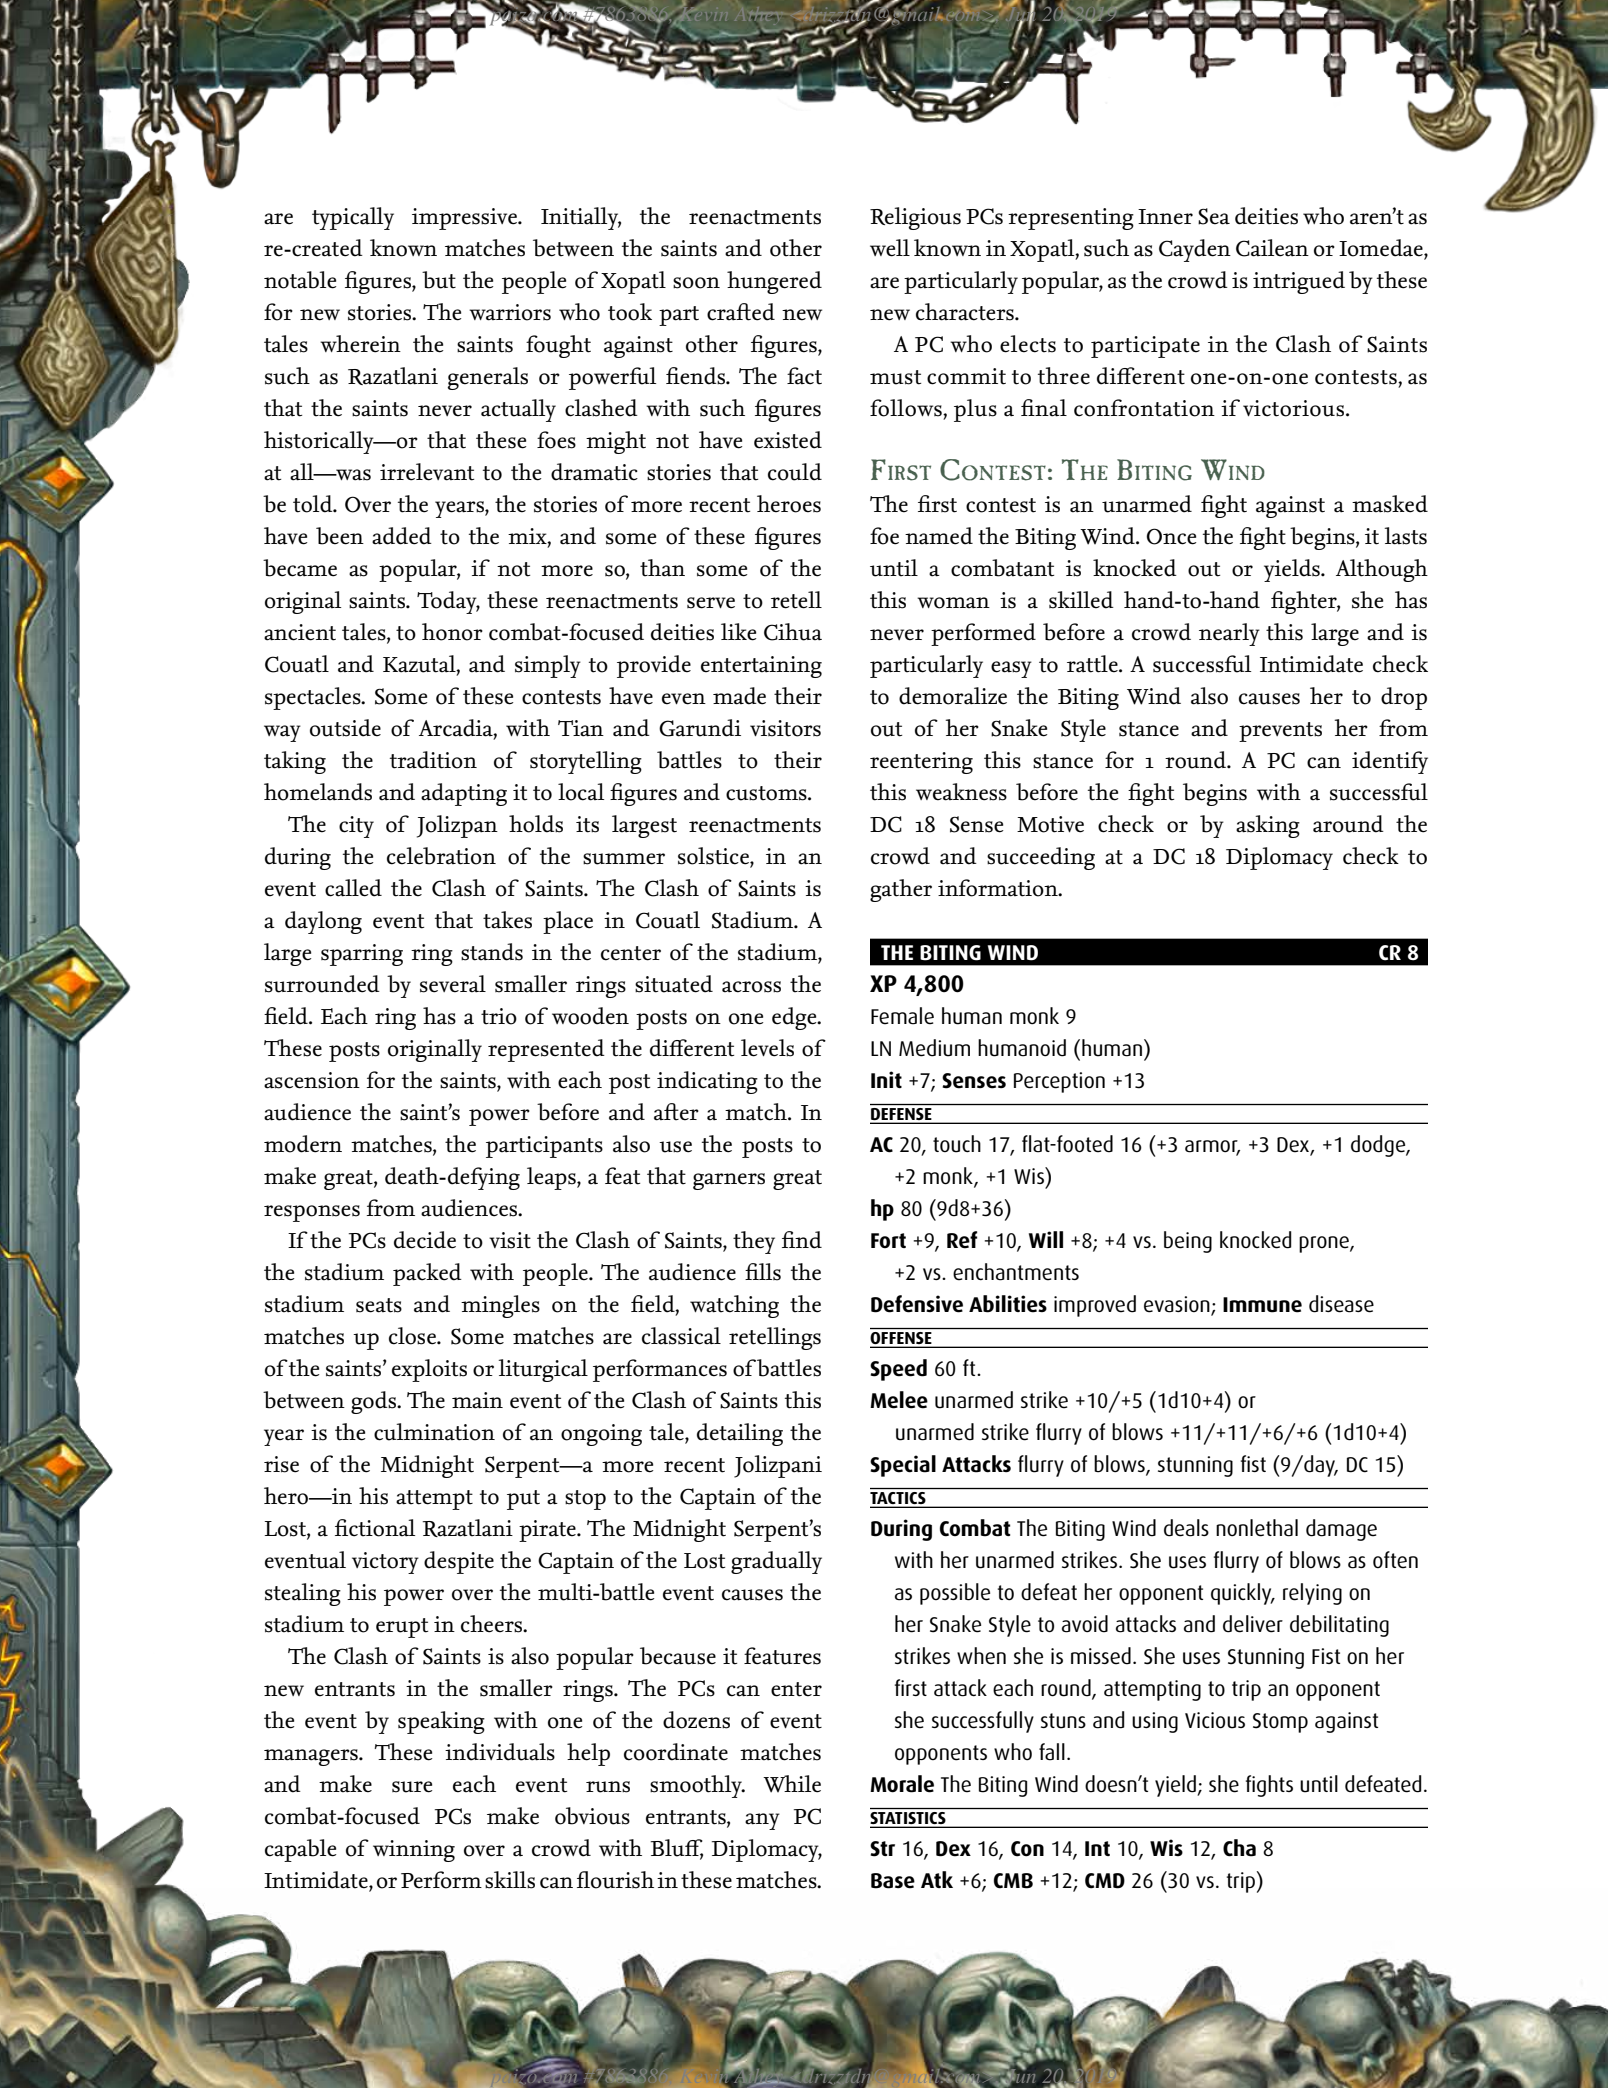 paizo.com #7863886, Kevin Athey <drizztdn@gmail.com>, Jun 20, 2019
are typically impressive. Initially, the reenactments
re-created known matches between the saints and other
notable figures, but the people of Xopatl soon hungered
for new stories. The warriors who took part crafted new
tales wherein the saints fought against other figures,
such as Razatlani generals or powerful fiends. The fact
that the saints never actually clashed with such figures
historically—or that these foes might not have existed
at all—was irrelevant to the dramatic stories that could
be told. Over the years, the stories of more recent heroes
have been added to the mix, and some of these figures
became as popular, if not more so, than some of the
original saints. Today, these reenactments serve to retell
ancient tales, to honor combat-focused deities like Cihua
Couatl and Kazutal, and simply to provide entertaining
spectacles. Some of these contests have even made their
way outside of Arcadia, with Tian and Garundi visitors
taking the tradition of storytelling battles to their
homelands and adapting it to local figures and customs.
The city of Jolizpan holds its largest reenactments
during the celebration of the summer solstice, in an
event called the Clash of Saints. The Clash of Saints is
a daylong event that takes place in Couatl Stadium. A
large sparring ring stands in the center of the stadium,
surrounded by several smaller rings situated across the
field. Each ring has a trio of wooden posts on one edge.
These posts originally represented the different levels of
ascension for the saints, with each post indicating to the
audience the saint's power before and after a match. In
modern matches, the participants also use the posts to
make great, death-defying leaps, a feat that garners great
responses from audiences.
If the PCs decide to visit the Clash of Saints, they find
the stadium packed with people. The audience fills the
stadium seats and mingles on the field, watching the
matches up close. Some matches are classical retellings
of the saints' exploits or liturgical performances of battles
between gods. The main event of the Clash of Saints this
year is the culmination of an ongoing tale, detailing the
rise of the Midnight Serpent—a more recent Jolizpani
hero—in his attempt to put a stop to the Captain of the
Lost, a fictional Razatlani pirate. The Midnight Serpent's
eventual victory despite the Captain of the Lost gradually
stealing his power over the multi-battle event causes the
stadium to erupt in cheers.
The Clash of Saints is also popular because it features
new entrants in the smaller rings. The PCs can enter
the event by speaking with one of the dozens of event
managers. These individuals help coordinate matches
and make sure each event runs smoothly. While
combat-focused PCs make obvious entrants, any PC
capable of winning over a crowd with Bluff, Diplomacy,
Intimidate, or Perform skills can flourish in these matches.
Religious PCs representing Inner Sea deities who aren't as
well known in Xopatl, such as Cayden Cailean or Iomedae,
are particularly popular, as the crowd is intrigued by these
new characters.
A PC who elects to participate in the Clash of Saints
must commit to three different one-on-one contests, as
follows, plus a final confrontation if victorious.
First Contest: The Biting Wind
The first contest is an unarmed fight against a masked
foe named the Biting Wind. Once the fight begins, it lasts
until a combatant is knocked out or yields. Although
this woman is a skilled hand-to-hand fighter, she has
never performed before a crowd nearly this large and is
particularly easy to rattle. A successful Intimidate check
to demoralize the Biting Wind also causes her to drop
out of her Snake Style stance and prevents her from
reentering this stance for 1 round. A PC can identify
this weakness before the fight begins with a successful
DC 18 Sense Motive check or by asking around the
crowd and succeeding at a DC 18 Diplomacy check to
gather information.
THE BITING WIND CR 8
XP 4,800
Female human monk 9
LN Medium humanoid (human)
Init +7; Senses Perception +13
DEFENSE
AC 20, touch 17, flat-footed 16 (+3 armor, +3 Dex, +1 dodge,
+2 monk, +1 Wis)
hp 80 (9d8+36)
Fort +9, Ref +10, Will +8; +4 vs. being knocked prone,
+2 vs. enchantments
Defensive Abilities improved evasion; Immune disease
OFFENSE
Speed 60 ft.
Melee unarmed strike +10/+5 (1d10+4) or
unarmed strike flurry of blows +11/+11/+6/+6 (1d10+4)
Special Attacks flurry of blows, stunning fist (9/day, DC 15)
TACTICS
During Combat The Biting Wind deals nonlethal damage
with her unarmed strikes. She uses flurry of blows as often
as possible to defeat her opponent quickly, relying on
her Snake Style to avoid attacks and deliver debilitating
strikes when she is missed. She uses Stunning Fist on her
first attack each round, attempting to trip an opponent
she successfully stuns and using Vicious Stomp against
opponents who fall.
Morale The Biting Wind doesn't yield; she fights until defeated.
STATISTICS
Str 16, Dex 16, Con 14, Int 10, Wis 12, Cha 8
Base Atk +6; CMB +12; CMD 26 (30 vs. trip)
paizo.com #7863886, Kevin Athey <drizztdn@gmail.com>, Jun 20, 2019